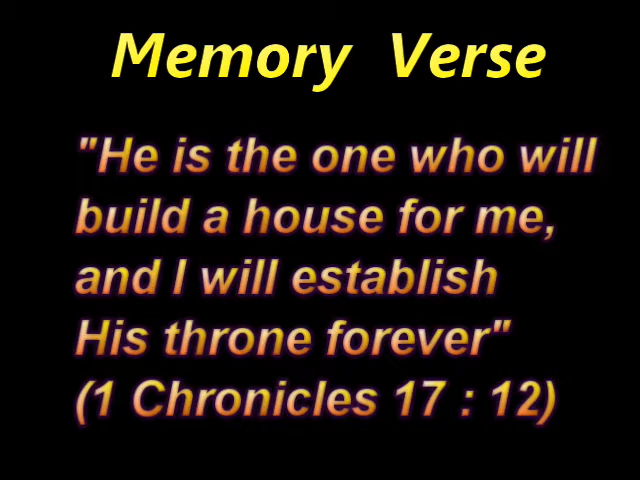 Memory Verse
"He is the one who will
build a house for me,
and I will establish
His throne forever"
(1 Chronicles 17 : 12)